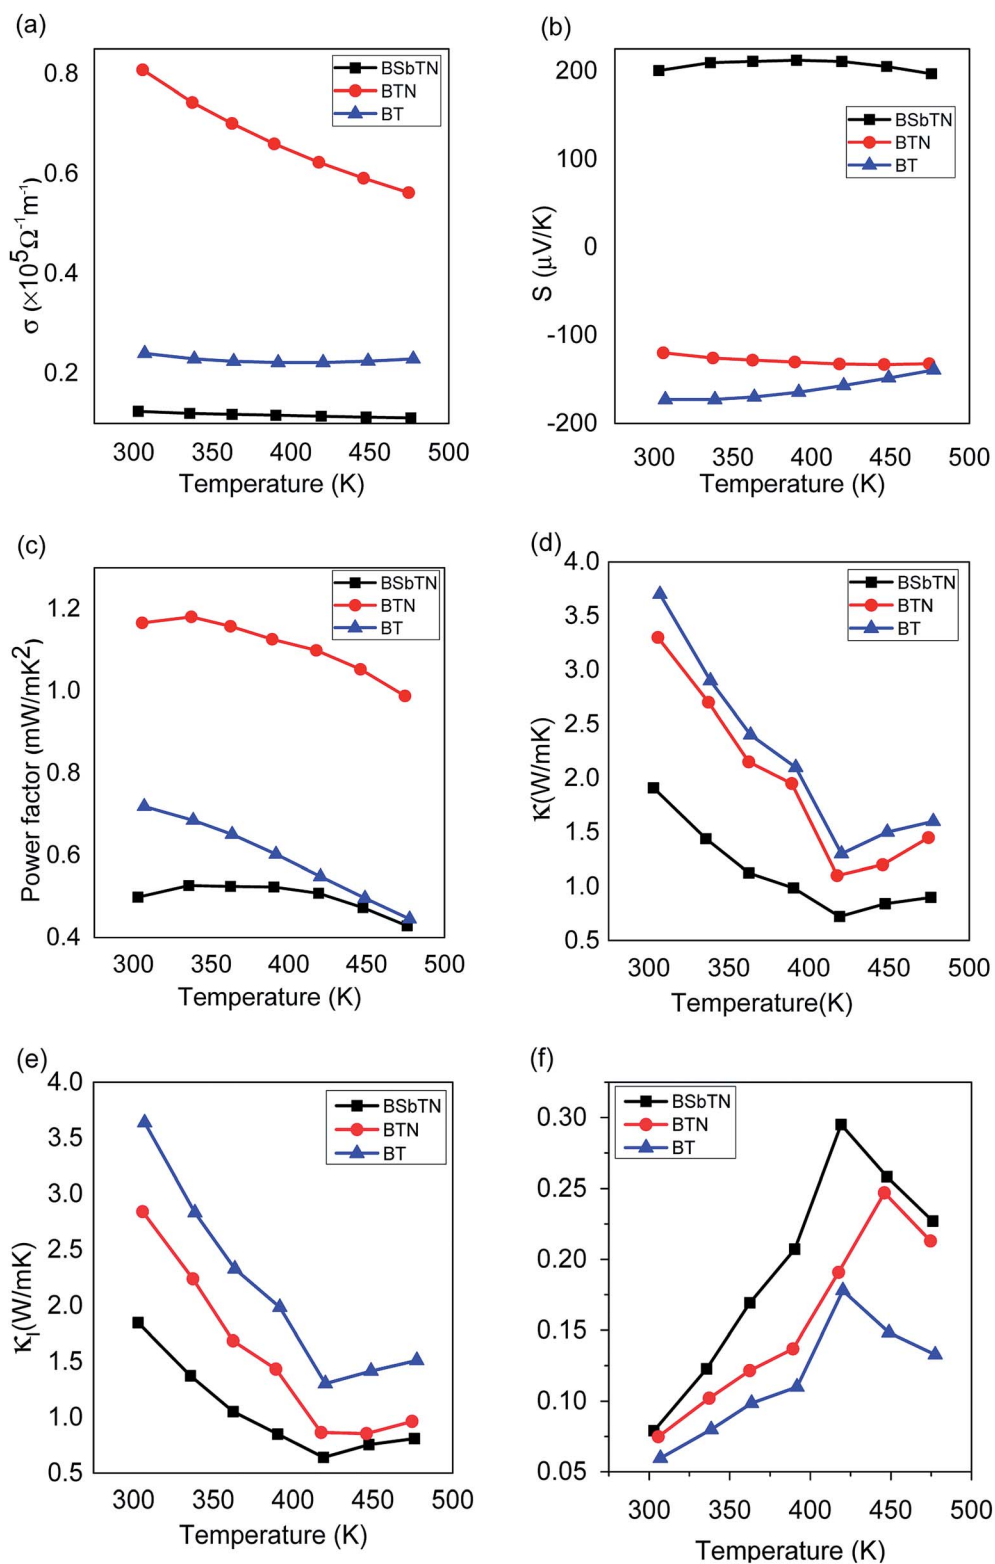 (a)
0.8
0.6
0.4
0.2
σ (×10⁵Ω⁻¹m⁻¹)
BSbTN
BTN
BT
300 350 400 450 500
Temperature (K)
(b)
200
100
0
-100
-200
S (μV/K)
BSbTN
BTN
BT
300 350 400 450 500
Temperature (K)
(c)
1.2
1.0
0.8
0.6
0.4
Power factor (mW/mK²)
BSbTN
BTN
BT
300 350 400 450 500
Temperature (K)
(d)
4.0
3.5
3.0
2.5
2.0
1.5
1.0
0.5
κ(W/mK)
BSbTN
BTN
BT
300 350 400 450 500
Temperature(K)
(e)
4.0
3.5
3.0
2.5
2.0
1.5
1.0
0.5
κl(W/mK)
BSbTN
BTN
BT
300 350 400 450 500
Temperature (K)
(f)
0.30
0.25
0.20
0.15
0.10
0.05
BSbTN
BTN
BT
300 350 400 450 500
Temperature (K)